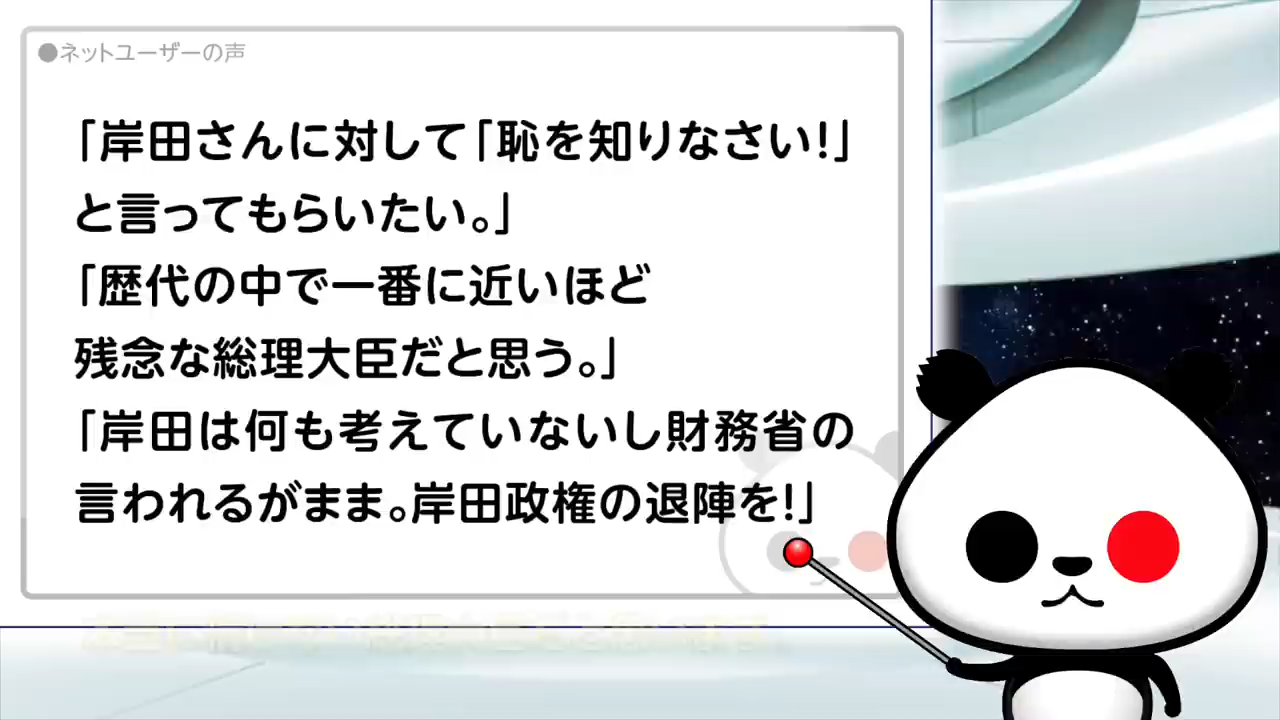 ●ネットユーザーの声
「岸田さんに対して「恥を知りなさい!」
と言ってもらいたい。」
「歴代の中で一番に近いほど
残念な総理大臣だと思う。」
「岸田は何も考えていないし財務省の
言われるがまま。岸田政権の退陣を!」